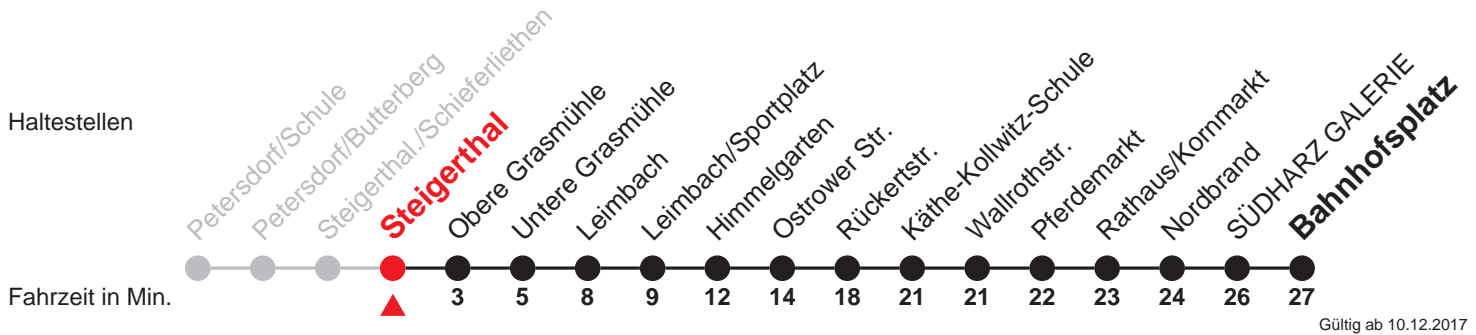 Haltestellen
Petersdorf/Schule
Petersdorf/Butterberg
Steigerthal./Schieferliethen
Steigerthal
Obere Grasmühle
Untere Grasmühle
Leimbach
Leimbach/Sportplatz
Himmelgarten
Ostrower Str.
Rückertstr.
Käthe-Kollwitz-Schule
Wallrothstr.
Pferdemarkt
Rathaus/Kornmarkt
Nordbrand
SÜDHARZ GALERIE
Bahnhofsplatz
Fahrzeit in Min. 3 5 8 9 12 14 18 21 21 22 23 24 26 27
Gültig ab 10.12.2017